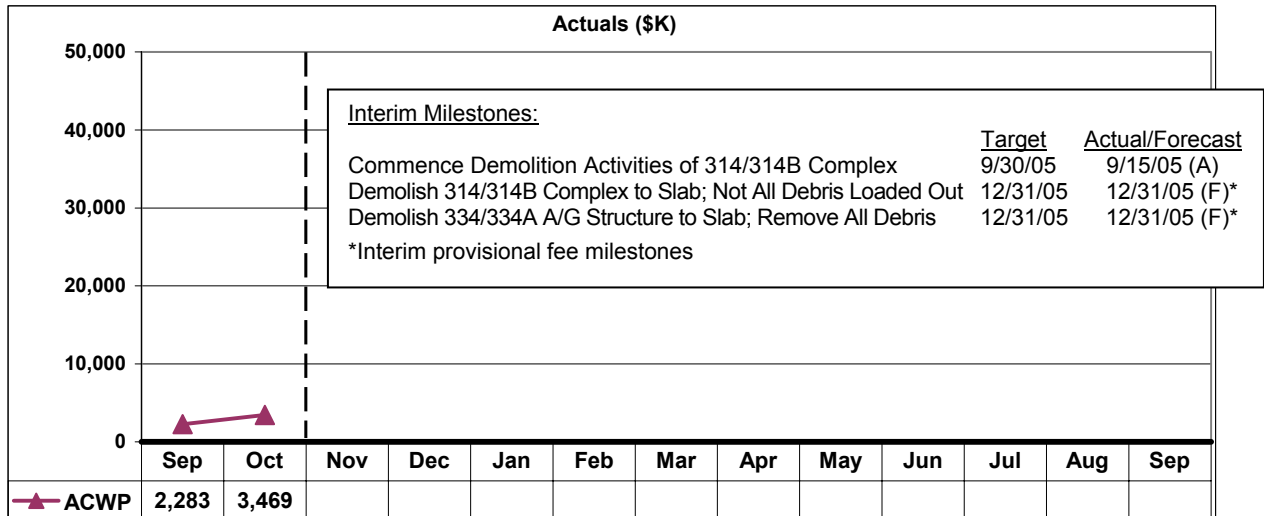 Actuals ($K)
50,000
40,000
30,000
20,000
10,000
0
Interim Milestones:
Target Actual/Forecast
Commence Demolition Activities of 314/314B Complex 9/30/05 9/15/05 (A)
Demolish 314/314B Complex to Slab; Not All Debris Loaded Out 12/31/05 12/31/05 (F)*
Demolish 334/334A A/G Structure to Slab; Remove All Debris 12/31/05 12/31/05 (F)*
*Interim provisional fee milestones
Sep Oct Nov Dec Jan Feb Mar Apr May Jun Jul Aug Sep
ACWP 2,283 3,469